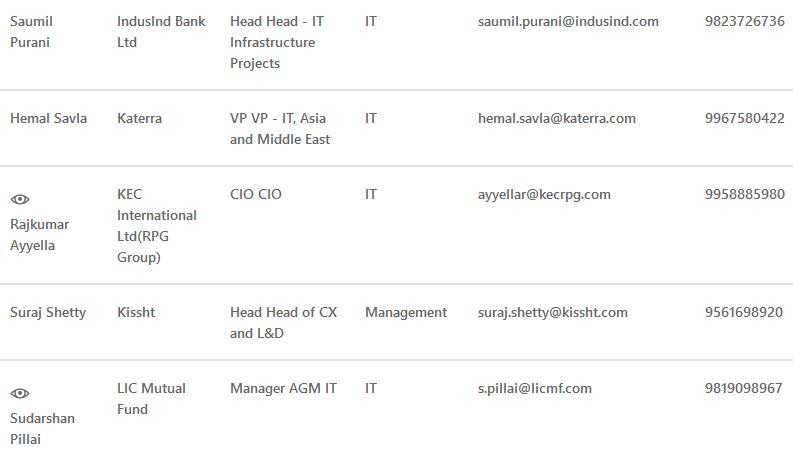 Saumil Purani
IndusInd Bank Ltd
Head Head - IT Infrastructure Projects
IT
saumil.purani@indusind.com
9823726736
Hemal Savla
Katerra
VP VP - IT, Asia and Middle East
IT
hemal.savla@katerra.com
9967580422
Rajkumar Ayyella
KEC International Ltd(RPG Group)
CIO CIO
IT
ayyellar@kecrpg.com
9958885980
Suraj Shetty
Kissht
Head Head of CX and L&D
Management
suraj.shetty@kissht.com
9561698920
Sudarshan Pillai
LIC Mutual Fund
Manager AGM IT
IT
s.pillai@licmf.com
9819098967